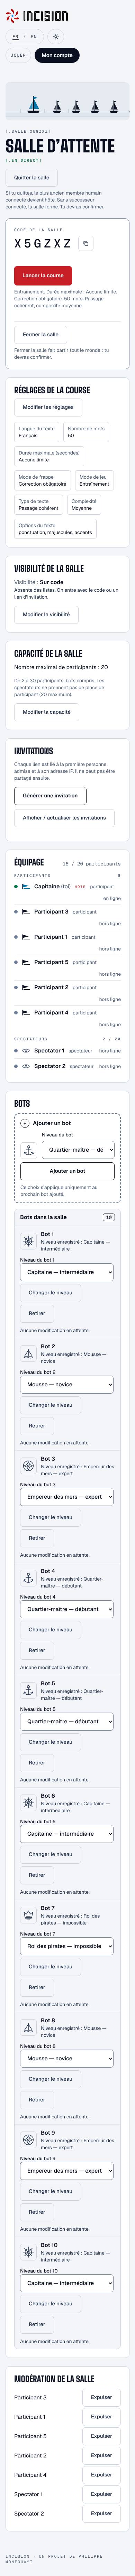 INCISION
FR / EN
JOUER
Mon compte
[.SALLE X5QZXZ]
SALLE D'ATTENTE
[.EN DIRECT]
Quitter la salle
Si tu quittes, le plus ancien membre humain
connecté devient hôte. Sans successeur
connecté, la salle ferme. Tu devras confirmer.
CODE DE LA SALLE
X5GZXZ
Lancer la course
Entraînement. Durée maximale : Aucune limite.
Correction obligatoire. 50 mots. Passage
cohérent, complexité moyenne.
Fermer la salle
Fermer la salle fait partir tout le monde : tu
devras confirmer.
RÉGLAGES DE LA COURSE
Modifier les réglages
Langue du texte
Français
Nombre de mots
50
Durée maximale (secondes)
Aucune limite
Mode de frappe
Correction obligatoire
Mode de jeu
Entraînement
Type de texte
Passage cohérent
Complexité
Moyenne
Options du texte
ponctuation, majuscules, accents
VISIBILITÉ DE LA SALLE
Visibilité : Sur code
Absente des listes. On entre avec le code ou un
lien d'invitation.
Modifier la visibilité
CAPACITÉ DE LA SALLE
Nombre maximal de participants : 20
De 2 à 30 participants, bots compris. Les
spectateurs ne prennent pas de place de
participant (20 maximum).
Modifier la capacité
INVITATIONS
Chaque lien est lié à la première personne
admise et à son adresse IP. Il ne peut pas être
partagé ensuite.
Générer une invitation
Afficher / actualiser les invitations
ÉQUIPAGE
16 / 20 participants
PARTICIPANTS 6
Capitaine (toi) HÔTE participant
en ligne
Participant 3 participant
hors ligne
Participant 1 participant
hors ligne
Participant 5 participant
hors ligne
Participant 2 participant
hors ligne
Participant 4 participant
hors ligne
SPECTATEURS 2 / 20
Spectator 1 spectateur hors ligne
Spectator 2 spectateur hors ligne
BOTS
Ajouter un bot
Niveau du bot
Quartier-maître — dé
Ajouter un bot
Ce choix s'applique uniquement au
prochain bot ajouté.
Bots dans la salle 10
Bot 1
Niveau enregistré : Capitaine —
intermédiaire
Niveau du bot 1
Capitaine — intermédiaire
Changer le niveau
Retirer
Aucune modification en attente.
Bot 2
Niveau enregistré : Mousse —
novice
Niveau du bot 2
Mousse — novice
Changer le niveau
Retirer
Aucune modification en attente.
Bot 3
Niveau enregistré : Empereur des
mers — expert
Niveau du bot 3
Empereur des mers — expert
Changer le niveau
Retirer
Aucune modification en attente.
Bot 4
Niveau enregistré : Quartier-
maître — débutant
Niveau du bot 4
Quartier-maître — débutant
Changer le niveau
Retirer
Aucune modification en attente.
Bot 5
Niveau enregistré : Quartier-
maître — débutant
Niveau du bot 5
Quartier-maître — débutant
Changer le niveau
Retirer
Aucune modification en attente.
Bot 6
Niveau enregistré : Capitaine —
intermédiaire
Niveau du bot 6
Capitaine — intermédiaire
Changer le niveau
Retirer
Aucune modification en attente.
Bot 7
Niveau enregistré : Roi des
pirates — impossible
Niveau du bot 7
Roi des pirates — impossible
Changer le niveau
Retirer
Aucune modification en attente.
Bot 8
Niveau enregistré : Mousse —
novice
Niveau du bot 8
Mousse — novice
Changer le niveau
Retirer
Aucune modification en attente.
Bot 9
Niveau enregistré : Empereur des
mers — expert
Niveau du bot 9
Empereur des mers — expert
Changer le niveau
Retirer
Aucune modification en attente.
Bot 10
Niveau enregistré : Capitaine —
intermédiaire
Niveau du bot 10
Capitaine — intermédiaire
Changer le niveau
Retirer
Aucune modification en attente.
MODÉRATION DE LA SALLE
Participant 3 Expulser
Participant 1 Expulser
Participant 5 Expulser
Participant 2 Expulser
Participant 4 Expulser
Spectator 1 Expulser
Spectator 2 Expulser
INCISION · UN PROJET DE PHILIPPE